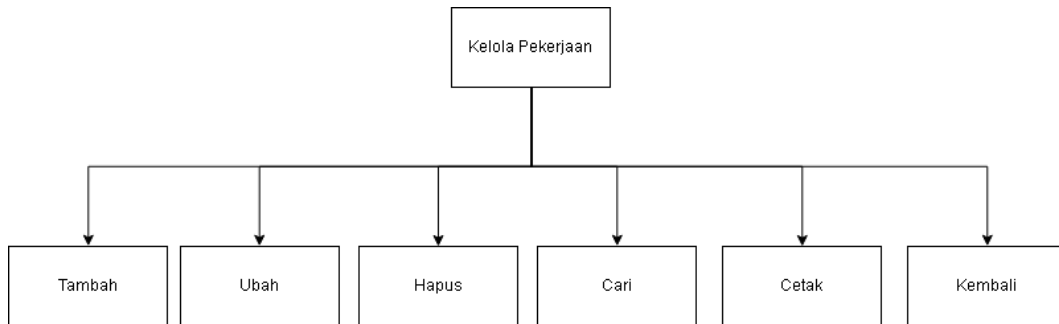 Kelola Pekerjaan
Tambah
Ubah
Hapus
Cari
Cetak
Kembali